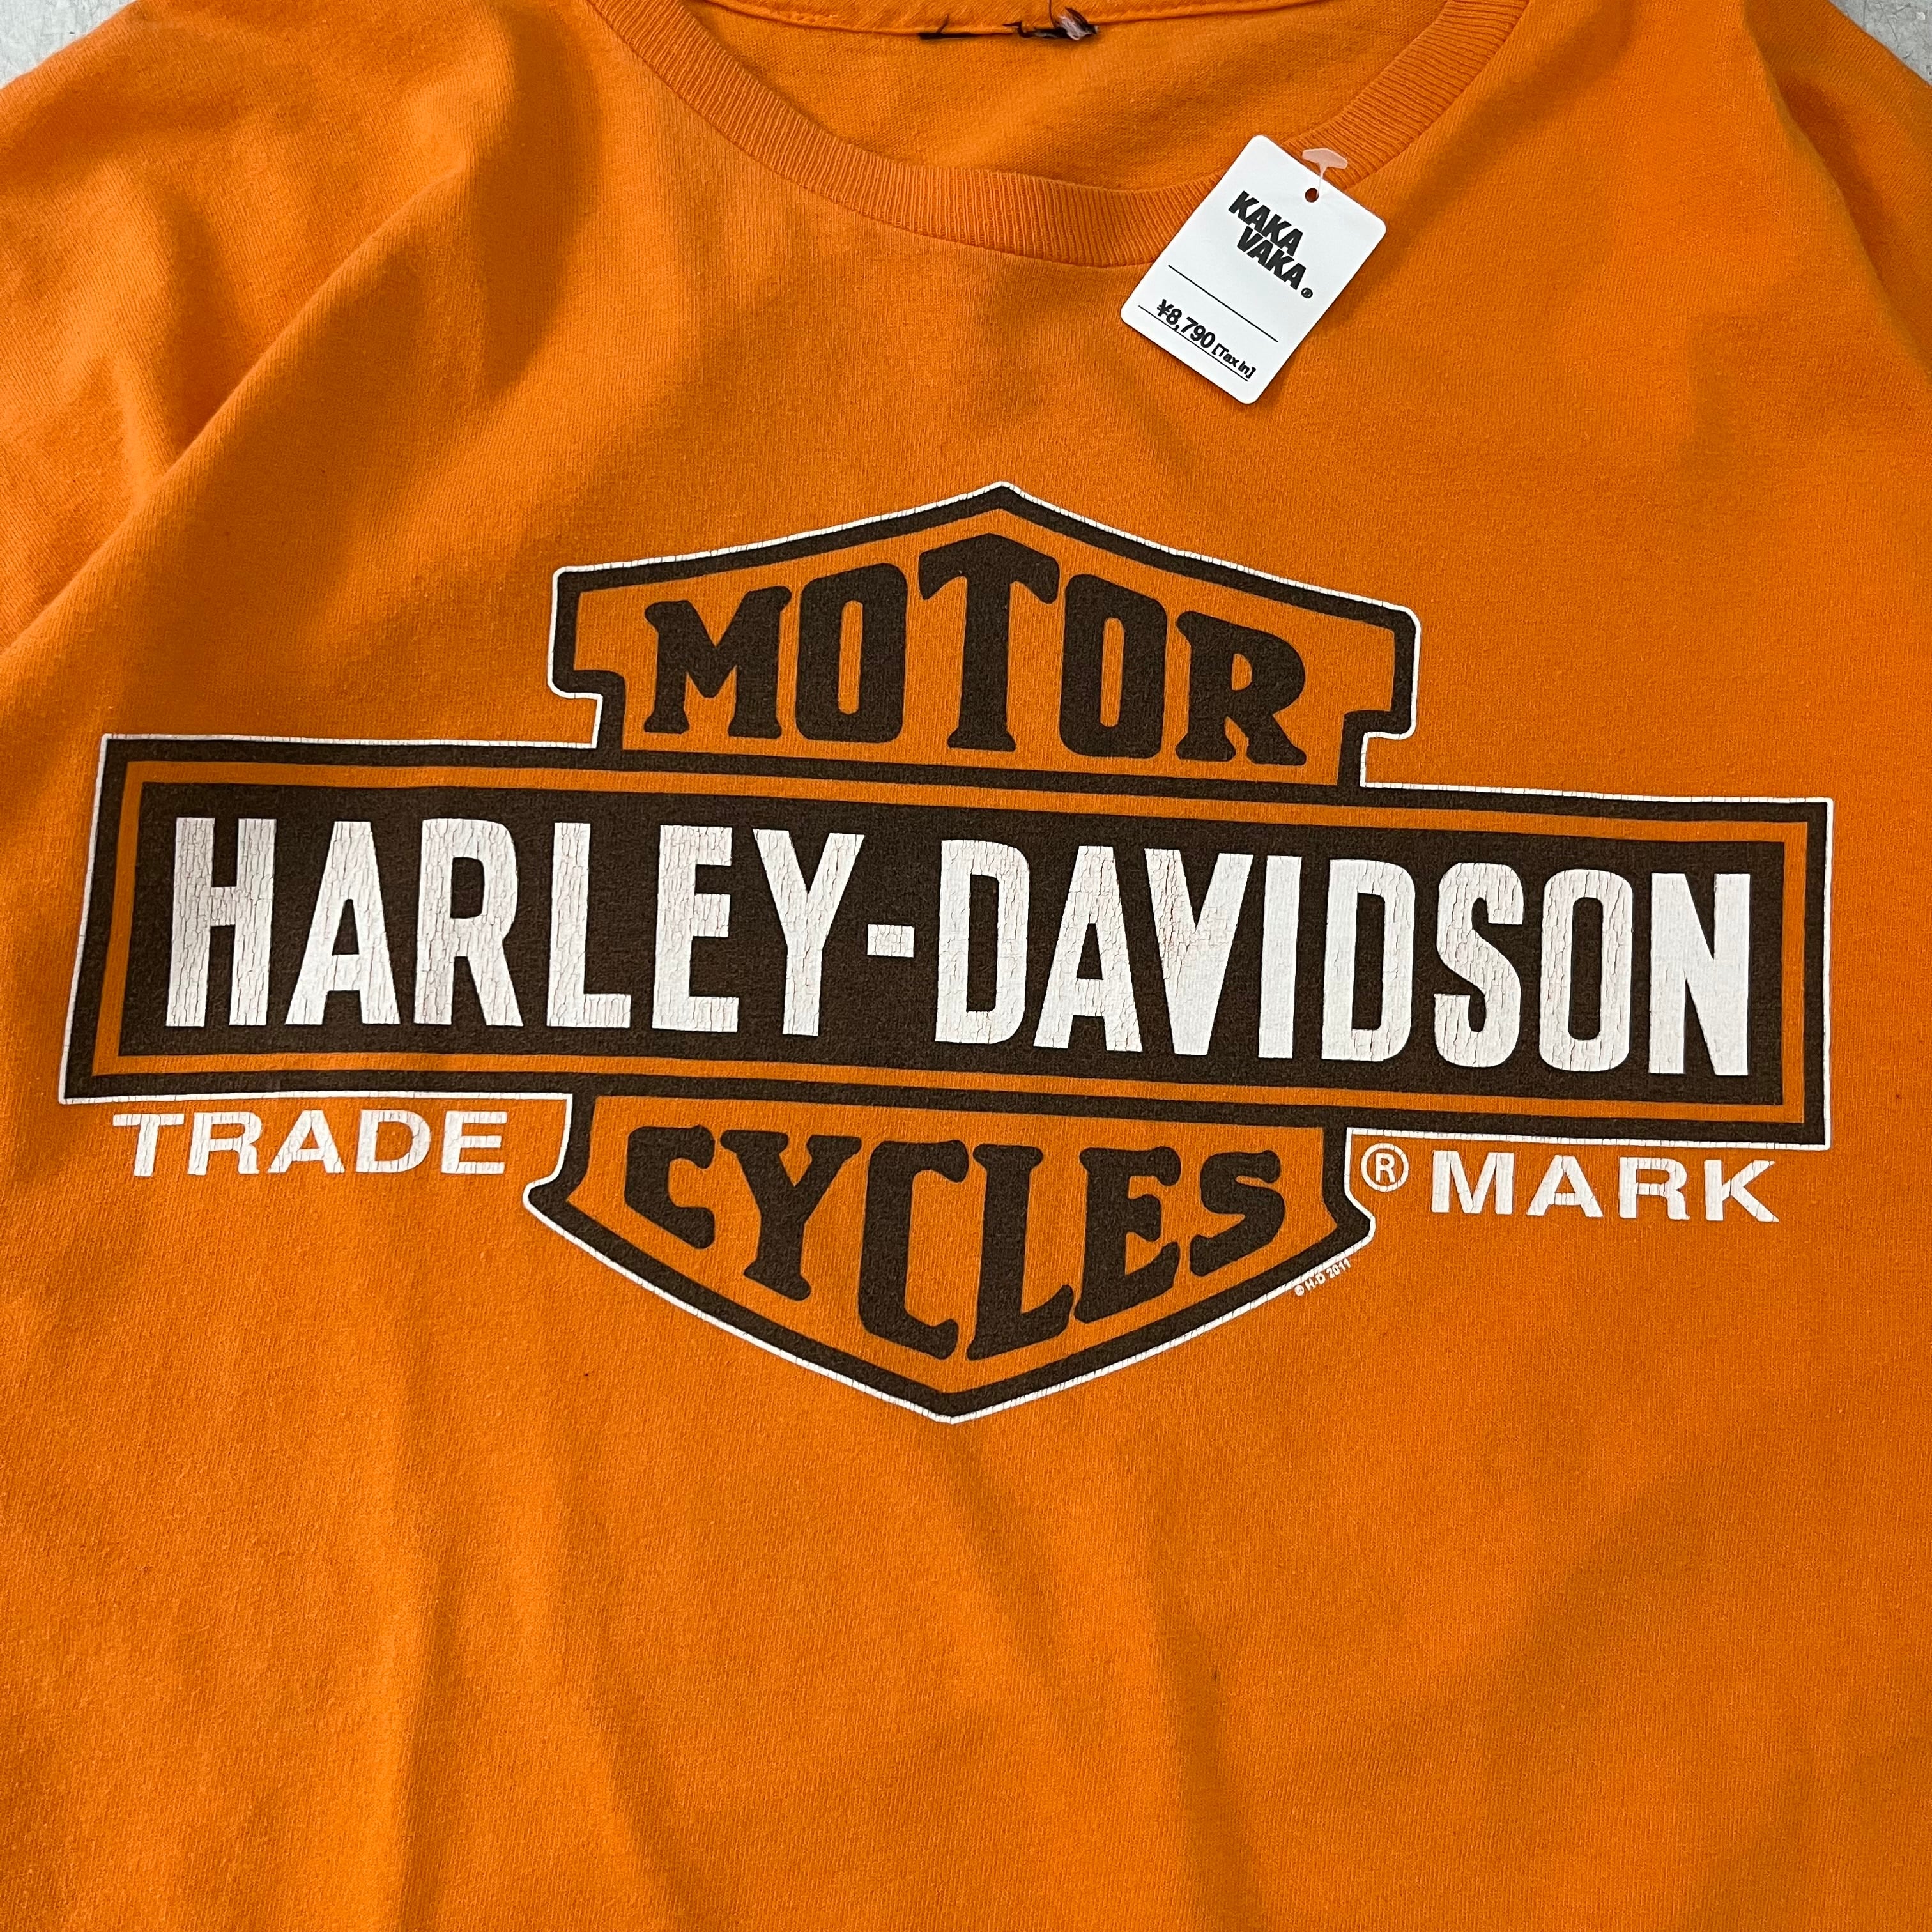 KAKA
VAKA®
¥8,790 [Tax in]
MOTOR
HARLEY-DAVIDSON
TRADE ® MARK
CYCLES
© H-D 2011